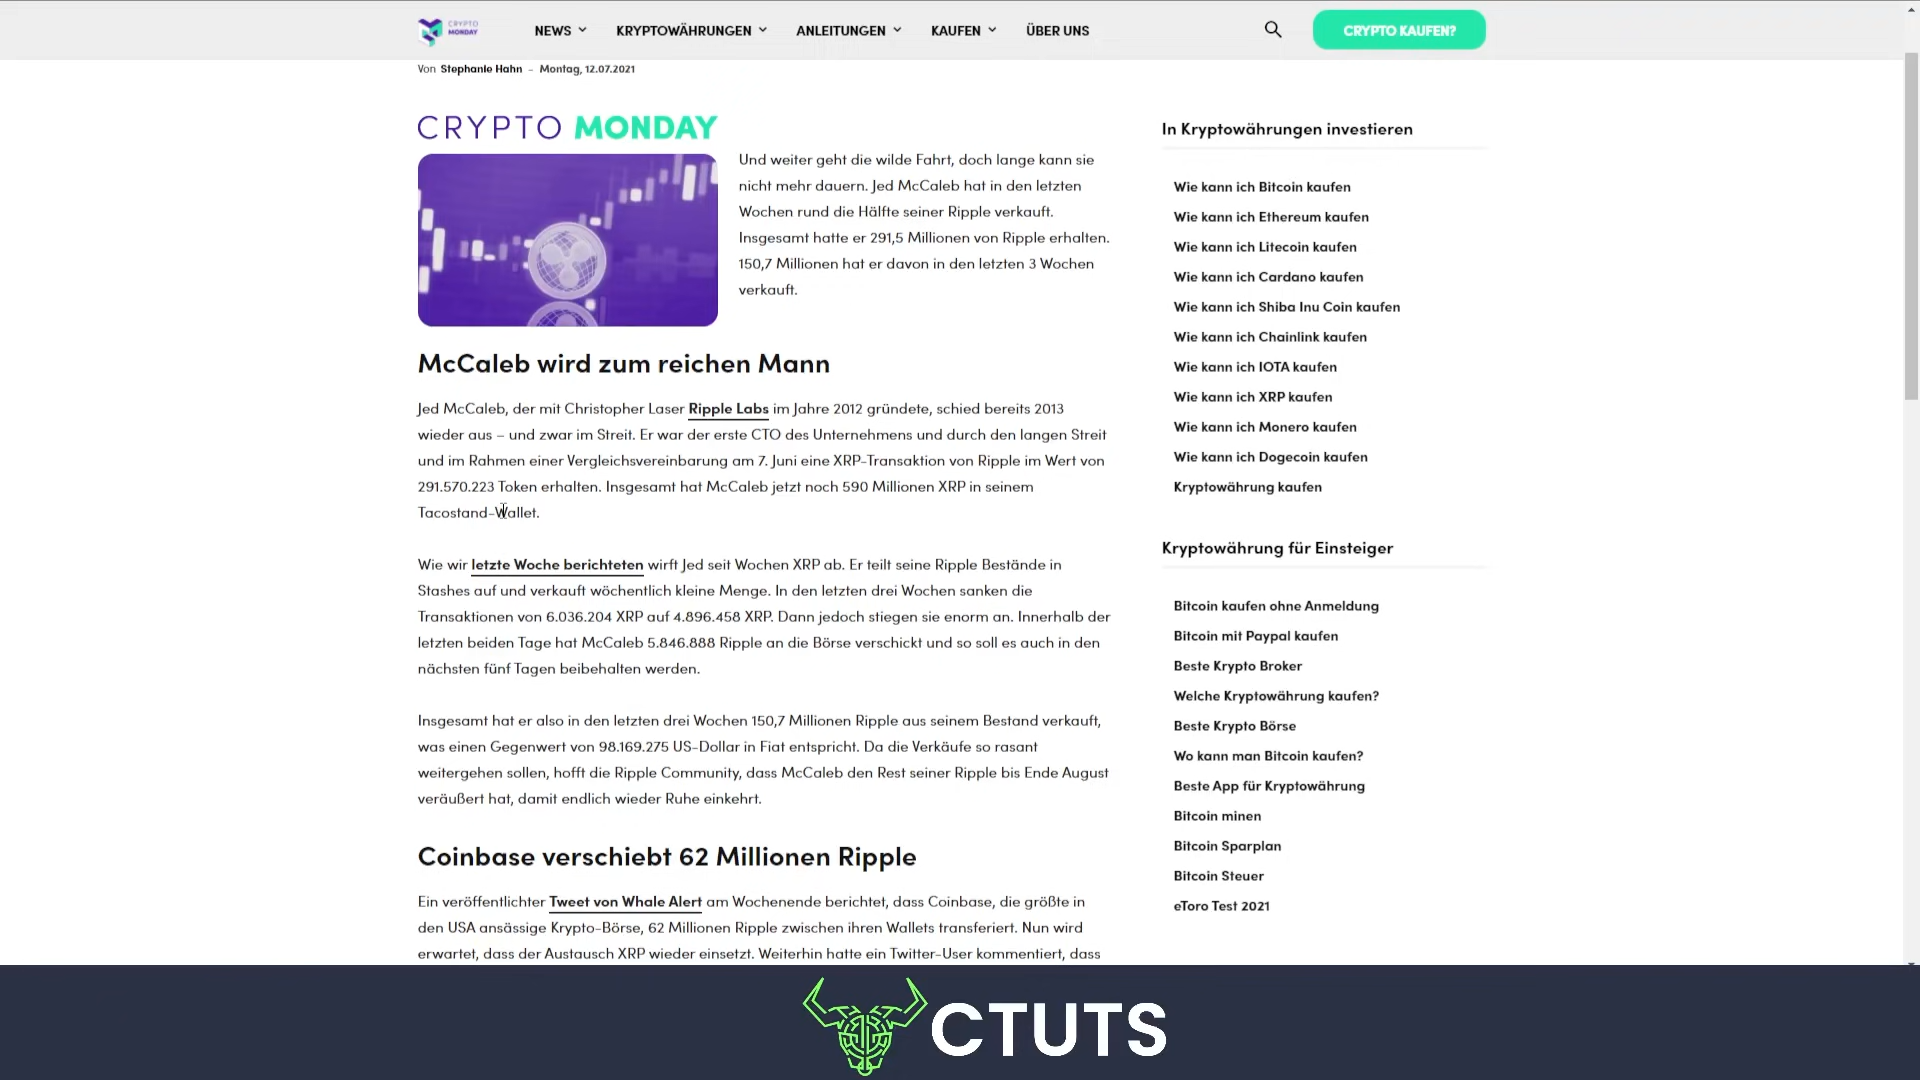 CRYPTO
MONDAY
NEWS
KRYPTOWÄHRUNGEN
ANLEITUNGEN
KAUFEN
ÜBER UNS
CRYPTO KAUFEN?
Von Stephanie Hahn - Montag, 12.07.2021
CRYPTO MONDAY
Und weiter geht die wilde Fahrt, doch lange kann sie
nicht mehr dauern. Jed McCaleb hat in den letzten
Wochen rund die Hälfte seiner Ripple verkauft.
Insgesamt hatte er 291,5 Millionen von Ripple erhalten.
150,7 Millionen hat er davon in den letzten 3 Wochen
verkauft.
McCaleb wird zum reichen Mann
Jed McCaleb, der mit Christopher Laser Ripple Labs im Jahre 2012 gründete, schied bereits 2013
wieder aus – und zwar im Streit. Er war der erste CTO des Unternehmens und durch den langen Streit
und im Rahmen einer Vergleichsvereinbarung am 7. Juni eine XRP-Transaktion von Ripple im Wert von
291.570.223 Token erhalten. Insgesamt hat McCaleb jetzt noch 590 Millionen XRP in seinem
Tacostand-Wallet.
Wie wir letzte Woche berichteten wirft Jed seit Wochen XRP ab. Er teilt seine Ripple Bestände in
Stashes auf und verkauft wöchentlich kleine Menge. In den letzten drei Wochen sanken die
Transaktionen von 6.036.204 XRP auf 4.896.458 XRP. Dann jedoch stiegen sie enorm an. Innerhalb der
letzten beiden Tage hat McCaleb 5.846.888 Ripple an die Börse verschickt und so soll es auch in den
nächsten fünf Tagen beibehalten werden.
Insgesamt hat er also in den letzten drei Wochen 150,7 Millionen Ripple aus seinem Bestand verkauft,
was einen Gegenwert von 98.169.275 US-Dollar in Fiat entspricht. Da die Verkäufe so rasant
weitergehen sollen, hofft die Ripple Community, dass McCaleb den Rest seiner Ripple bis Ende August
veräußert hat, damit endlich wieder Ruhe einkehrt.
Coinbase verschiebt 62 Millionen Ripple
Ein veröffentlichter Tweet von Whale Alert am Wochenende berichtet, dass Coinbase, die größte in
den USA ansässige Krypto-Börse, 62 Millionen Ripple zwischen ihren Wallets transferiert. Nun wird
erwartet, dass der Austausch XRP wieder einsetzt. Weiterhin hatte ein Twitter-User kommentiert, dass
In Kryptowährungen investieren
Wie kann ich Bitcoin kaufen
Wie kann ich Ethereum kaufen
Wie kann ich Litecoin kaufen
Wie kann ich Cardano kaufen
Wie kann ich Shiba Inu Coin kaufen
Wie kann ich Chainlink kaufen
Wie kann ich IOTA kaufen
Wie kann ich XRP kaufen
Wie kann ich Monero kaufen
Wie kann ich Dogecoin kaufen
Kryptowährung kaufen
Kryptowährung für Einsteiger
Bitcoin kaufen ohne Anmeldung
Bitcoin mit Paypal kaufen
Beste Krypto Broker
Welche Kryptowährung kaufen?
Beste Krypto Börse
Wo kann man Bitcoin kaufen?
Beste App für Kryptowährung
Bitcoin minen
Bitcoin Sparplan
Bitcoin Steuer
eToro Test 2021
CTUTS